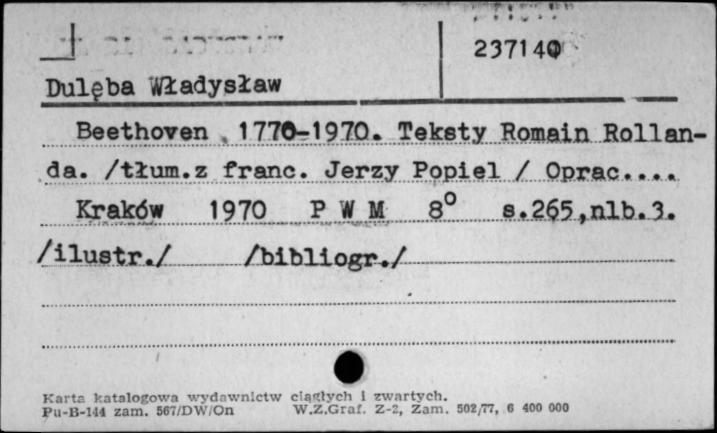 237140
Dulęba Władysław
Beethoven . 1770-1970. Teksty Romain Rollan-
da. /tłum.z franc. Jerzy Popiel / Oprac....
Kraków 1970 P W M 8° s.265,nlb.3.
/ilustr./ /bibliogr./
Karta katalogowa wydawnictw ciągłych i zwartych.
Pu-B-144 zam. 567/DW/On W.Z.Graf. Z-2, Zam. 502/77, 6 400 000